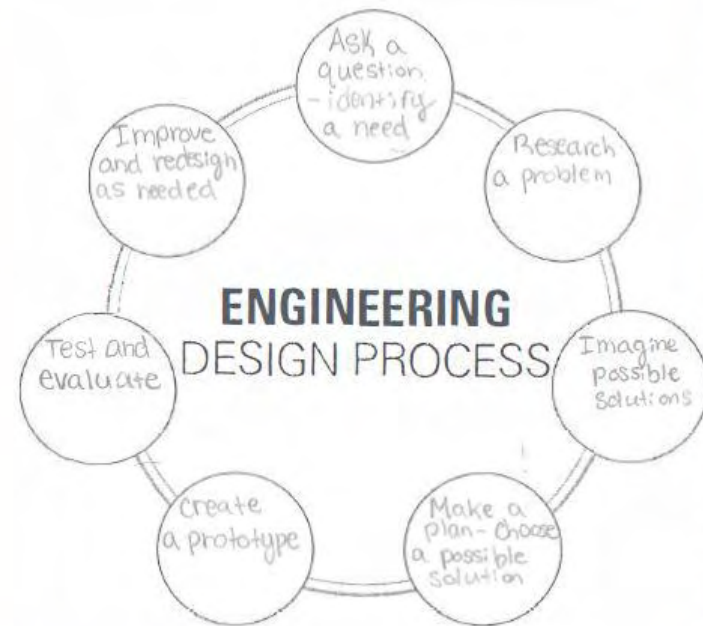 Ask a
question
-identify
a need
Research
a problem
Imagine
possible
solutions
Make a
plan- Choose
a possible
solution
create
a prototype
Test and
evaluate
Improve
and redesign
as needed
ENGINEERING
DESIGN PROCESS